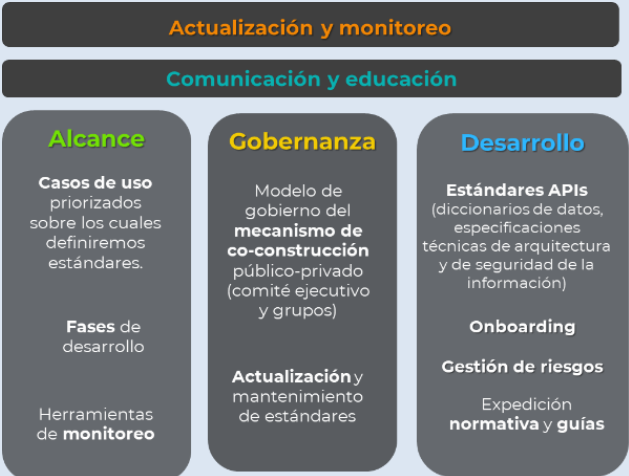 Actualización y monitoreo
Comunicación y educación
Alcance
Casos de uso
priorizados
sobre los cuales
definiremos
estándares.
Fases de
desarrollo
Herramientas
de monitoreo
Gobernanza
Modelo de
gobierno del
mecanismo de
co-construcción
público-privado
(comité ejecutivo
y grupos)
Actualización y
mantenimiento
de estándares
Desarrollo
Estándares APIs
(diccionarios de datos,
especificaciones
técnicas de arquitectura
y de seguridad de la
información)
Onboarding
Gestión de riesgos
Expedición
normativa y guías